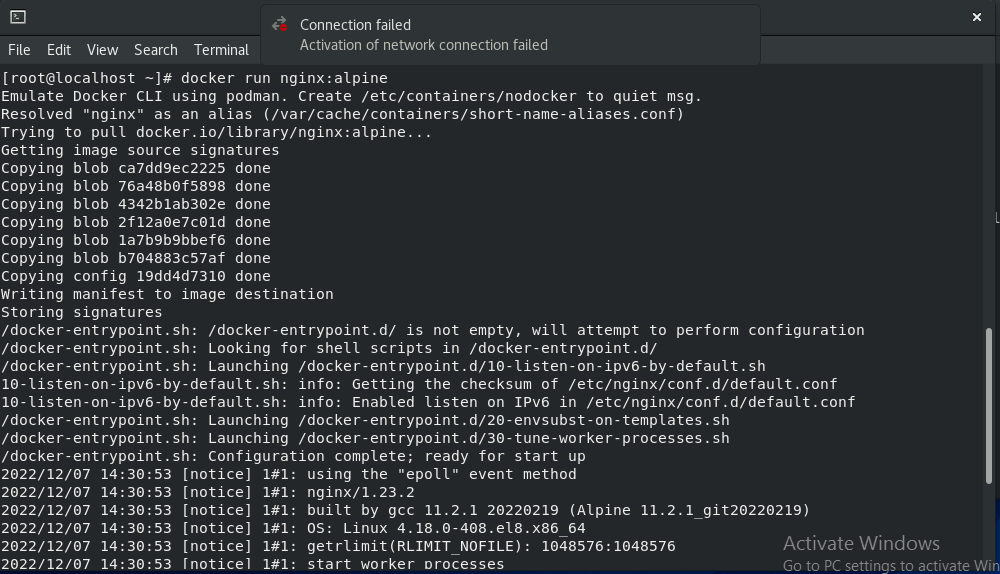 Connection failed
Activation of network connection failed
File Edit View Search Terminal
[root@localhost ~]# docker run nginx:alpine
Emulate Docker CLI using podman. Create /etc/containers/nodocker to quiet msg.
Resolved "nginx" as an alias (/var/cache/containers/short-name-aliases.conf)
Trying to pull docker.io/library/nginx:alpine...
Getting image source signatures
Copying blob ca7dd9ec2225 done
Copying blob 76a48b0f5898 done
Copying blob 4342b1ab302e done
Copying blob 2f12a0e7c01d done
Copying blob 1a7b9b9bbef6 done
Copying blob b704883c57af done
Copying config 19dd4d7310 done
Writing manifest to image destination
Storing signatures
/docker-entrypoint.sh: /docker-entrypoint.d/ is not empty, will attempt to perform configuration
/docker-entrypoint.sh: Looking for shell scripts in /docker-entrypoint.d/
/docker-entrypoint.sh: Launching /docker-entrypoint.d/10-listen-on-ipv6-by-default.sh
10-listen-on-ipv6-by-default.sh: info: Getting the checksum of /etc/nginx/conf.d/default.conf
10-listen-on-ipv6-by-default.sh: info: Enabled listen on IPv6 in /etc/nginx/conf.d/default.conf
/docker-entrypoint.sh: Launching /docker-entrypoint.d/20-envsubst-on-templates.sh
/docker-entrypoint.sh: Launching /docker-entrypoint.d/30-tune-worker-processes.sh
/docker-entrypoint.sh: Configuration complete; ready for start up
2022/12/07 14:30:53 [notice] 1#1: using the "epoll" event method
2022/12/07 14:30:53 [notice] 1#1: nginx/1.23.2
2022/12/07 14:30:53 [notice] 1#1: built by gcc 11.2.1 20220219 (Alpine 11.2.1_git20220219)
2022/12/07 14:30:53 [notice] 1#1: OS: Linux 4.18.0-408.el8.x86_64
2022/12/07 14:30:53 [notice] 1#1: getrlimit(RLIMIT_NOFILE): 1048576:1048576
2022/12/07 14:30:53 [notice] 1#1: start worker processes
Activate Windows
Go to PC settings to activate Win